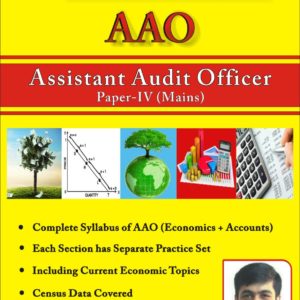 AAO
Assistant Audit Officer
Paper-IV (Mains)
QUANTITY
• Complete Syllabus of AAO (Economics + Accounts)
• Each Section has Separate Practice Set
• Including Current Economic Topics
• Census Data Covered